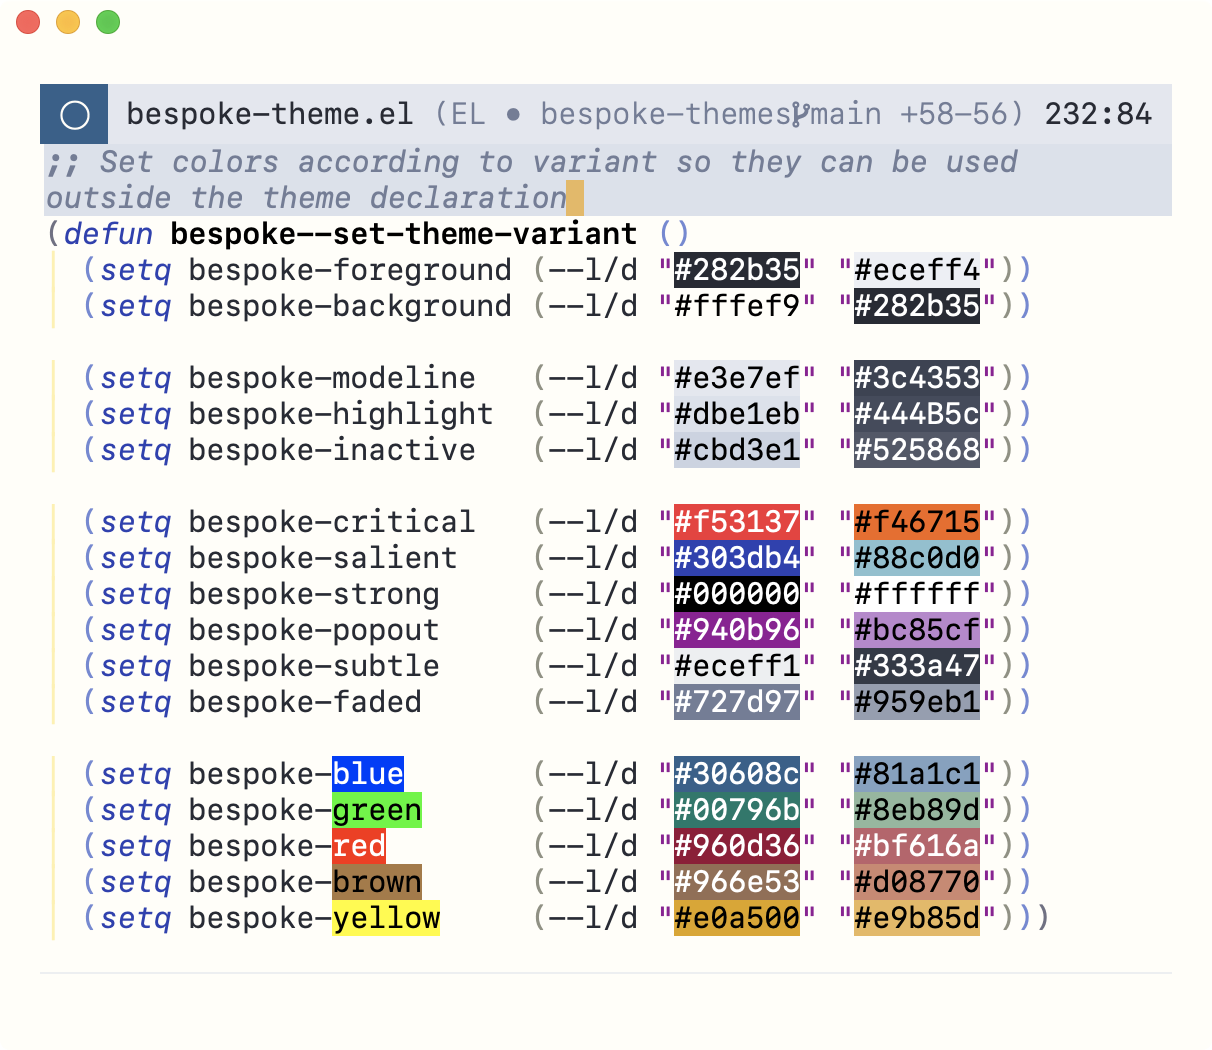 bespoke-theme.el (EL • bespoke-themes main +58-56) 232:84
;; Set colors according to variant so they can be used
outside the theme declaration
(defun bespoke--set-theme-variant ()
(setq bespoke-foreground (--l/d "#282b35" "#eceff4"))
(setq bespoke-background (--l/d "#fffef9" "#282b35"))
(setq bespoke-modeline (--l/d "#e3e7ef" "#3c4353"))
(setq bespoke-highlight (--l/d "#dbe1eb" "#444B5c"))
(setq bespoke-inactive (--l/d "#cbd3e1" "#525868"))
(setq bespoke-critical (--l/d "#f53137" "#f46715"))
(setq bespoke-salient (--l/d "#303db4" "#88c0d0"))
(setq bespoke-strong (--l/d "#000000" "#ffffff"))
(setq bespoke-popout (--l/d "#940b96" "#bc85cf"))
(setq bespoke-subtle (--l/d "#eceff1" "#333a47"))
(setq bespoke-faded (--l/d "#727d97" "#959eb1"))
(setq bespoke-blue (--l/d "#30608c" "#81a1c1"))
(setq bespoke-green (--l/d "#00796b" "#8eb89d"))
(setq bespoke-red (--l/d "#960d36" "#bf616a"))
(setq bespoke-brown (--l/d "#966e53" "#d08770"))
(setq bespoke-yellow (--l/d "#e0a500" "#e9b85d")))